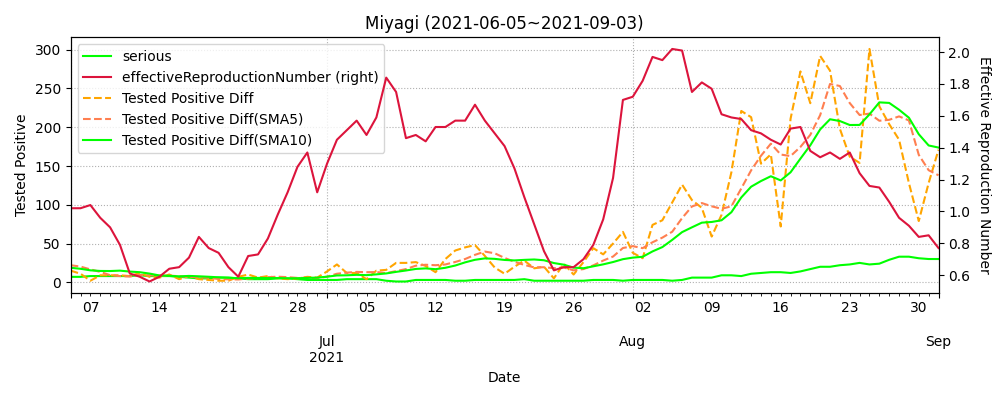 Miyagi (2021-06-05~2021-09-03)
serious
effectiveReproductionNumber (right)
Tested Positive Diff
Tested Positive Diff(SMA5)
Tested Positive Diff(SMA10)
Tested Positive
300
250
200
150
100
50
0
2.0
1.8
1.6
1.4
1.2
1.0
0.8
0.6
Effective Reproduction Number
07 14 21 28 05 12 19 26 02 09 16 23 30
Jul Aug Sep
2021
Date